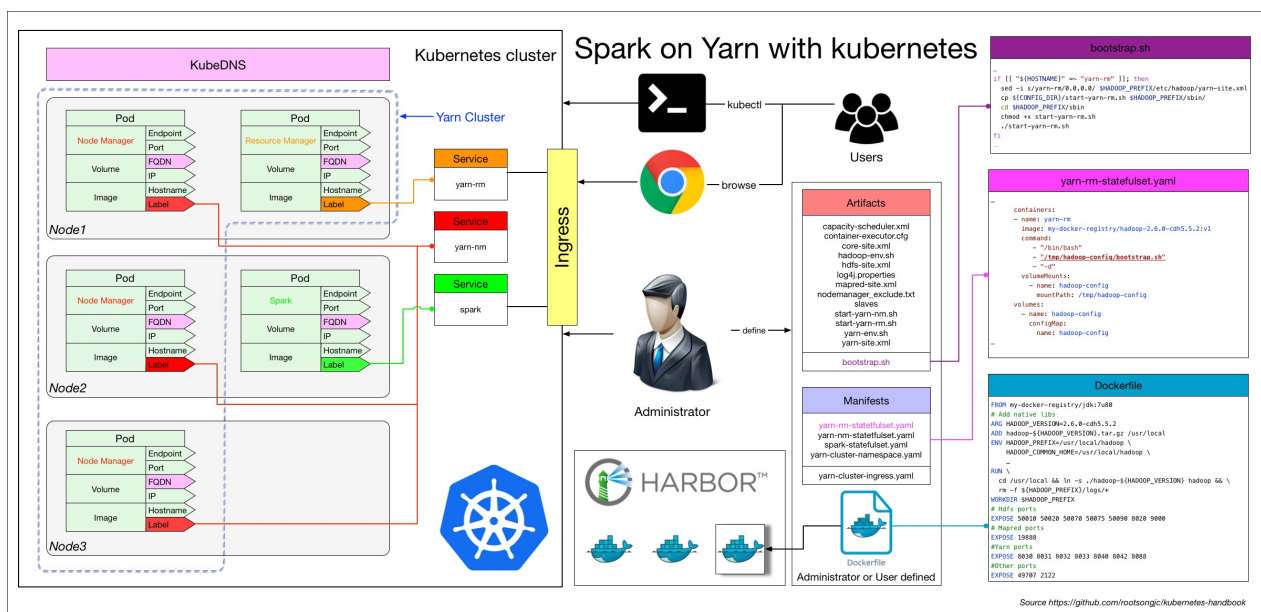 Spark on Yarn with kubernetes
Kubernetes cluster
KubeDNS
Yarn Cluster
Pod
Node Manager
Volume
Image
Endpoint
Port
FQDN
IP
Hostname
Label
Pod
Resource Manager
Volume
Image
Endpoint
Port
FQDN
IP
Hostname
Label
Node1
Pod
Node Manager
Volume
Image
Endpoint
Port
FQDN
IP
Hostname
Label
Pod
Spark
Volume
Image
Endpoint
Port
FQDN
IP
Hostname
Label
Node2
Pod
Node Manager
Volume
Image
Endpoint
Port
FQDN
IP
Hostname
Label
Node3
Service
yarn-rm
Service
yarn-nm
Service
spark
Ingress
kubectl
browse
Users
Administrator
define
Artifacts
capacity-scheduler.xml
container-executor.cfg
core-site.xml
hadoop-env.sh
hdfs-site.xml
log4j.properties
mapred-site.xml
nodemanager_exclude.txt
slaves
start-yarn-nm.sh
start-yarn-rm.sh
yarn-env.sh
yarn-site.xml
bootstrap.sh
Manifests
yarn-rm-statetfulset.yaml
yarn-nm-statetfulset.yaml
spark-statefulset.yaml
yarn-cluster-namespace.yaml
yarn-cluster-ingress.yaml
Dockerfile
Administrator or User defined
HARBOR™
bootstrap.sh
…
if [[ "${HOSTNAME}" =~ "yarn-rm" ]]; then
sed -i s/yarn-rm/0.0.0.0/ $HADOOP_PREFIX/etc/hadoop/yarn-site.xml
cp ${CONFIG_DIR}/start-yarn-rm.sh $HADOOP_PREFIX/sbin/
cd $HADOOP_PREFIX/sbin
chmod +x start-yarn-rm.sh
./start-yarn-rm.sh
fi
…
yarn-rm-statefulset.yaml
…
containers:
- name: yarn-rm
image: my-docker-registry/hadoop-2.6.0-cdh5.5.2:v1
command:
- "/bin/bash"
- "/tmp/hadoop-config/bootstrap.sh"
- "-d"
volumeMounts:
- name: hadoop-config
mountPath: /tmp/hadoop-config
volumes:
- name: hadoop-config
configMap:
name: hadoop-config
…
Dockerfile
FROM my-docker-registry/jdk:7u80
# Add native libs
ARG HADOOP_VERSION=2.6.0-cdh5.5.2
ADD hadoop-${HADOOP_VERSION}.tar.gz /usr/local
ENV HADOOP_PREFIX=/usr/local/hadoop \
HADOOP_COMMON_HOME=/usr/local/hadoop \
…
RUN \
cd /usr/local && ln -s ./hadoop-${HADOOP_VERSION} hadoop && \
rm -f ${HADOOP_PREFIX}/logs/*
WORKDIR $HADOOP_PREFIX
# Hdfs ports
EXPOSE 50010 50020 50070 50075 50090 8020 9000
# Mapred ports
EXPOSE 19888
#Yarn ports
EXPOSE 8030 8031 8032 8033 8040 8042 8088
#Other ports
EXPOSE 49707 2122
Source https://github.com/rootsongjc/kubernetes-handbook